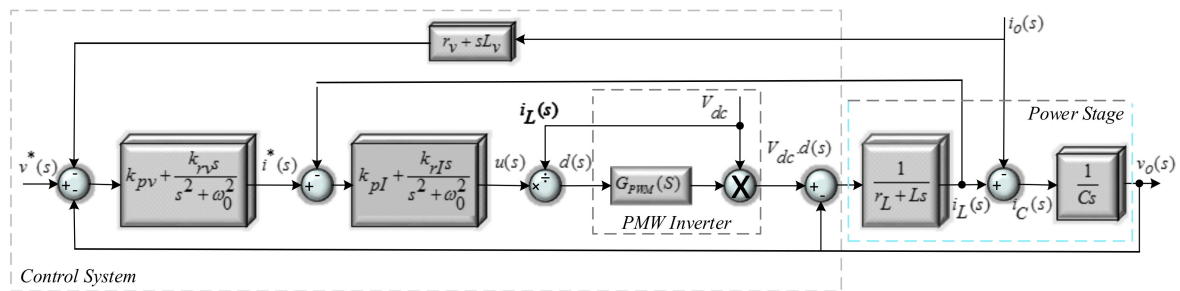 i_o(s)
r_v + sL_v
i_L(s)
V_dc
Power Stage
v^*(s)
+ - -
k_pv + k_rv s / (s^2 + ω_0^2)
i^*(s)
+ -
k_pI + k_rI s / (s^2 + ω_0^2)
u(s)
× ÷
d(s)
G_PWM(S)
X
V_dc.d(s)
+ -
1 / (r_L + Ls)
i_L(s)
+ -
i_C(s)
1 / Cs
v_o(s)
PMW Inverter
Control System